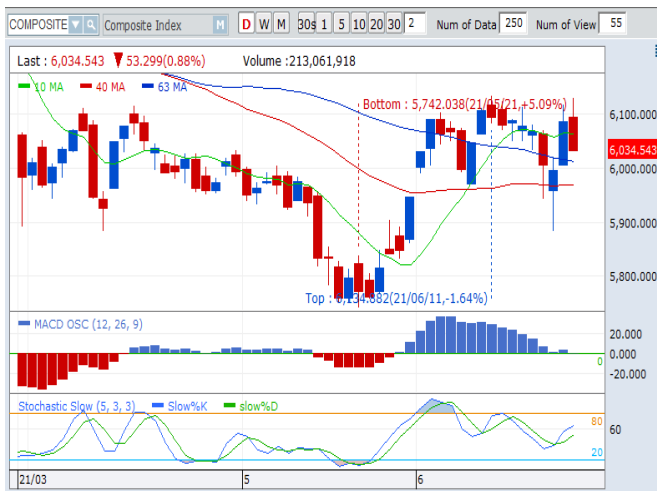 COMPOSITE Composite Index M D W M 30s 1 5 10 20 30 2 Num of Data 250 Num of View 55
Last : 6,034.543 ▼ 53.299(0.88%) Volume :213,061,918
10 MA 40 MA 63 MA
Bottom : 5,742.038(21/05/21,+5.09%)
6,100.000
6,034.543
6,000.000
5,900.000
5,800.000
Top : 6,134.882(21/06/11,-1.64%)
MACD OSC (12, 26, 9)
20.000
0.000
0
-20.000
Stochastic Slow (5, 3, 3) Slow%K slow%D
80
60
20
21/03 5 6